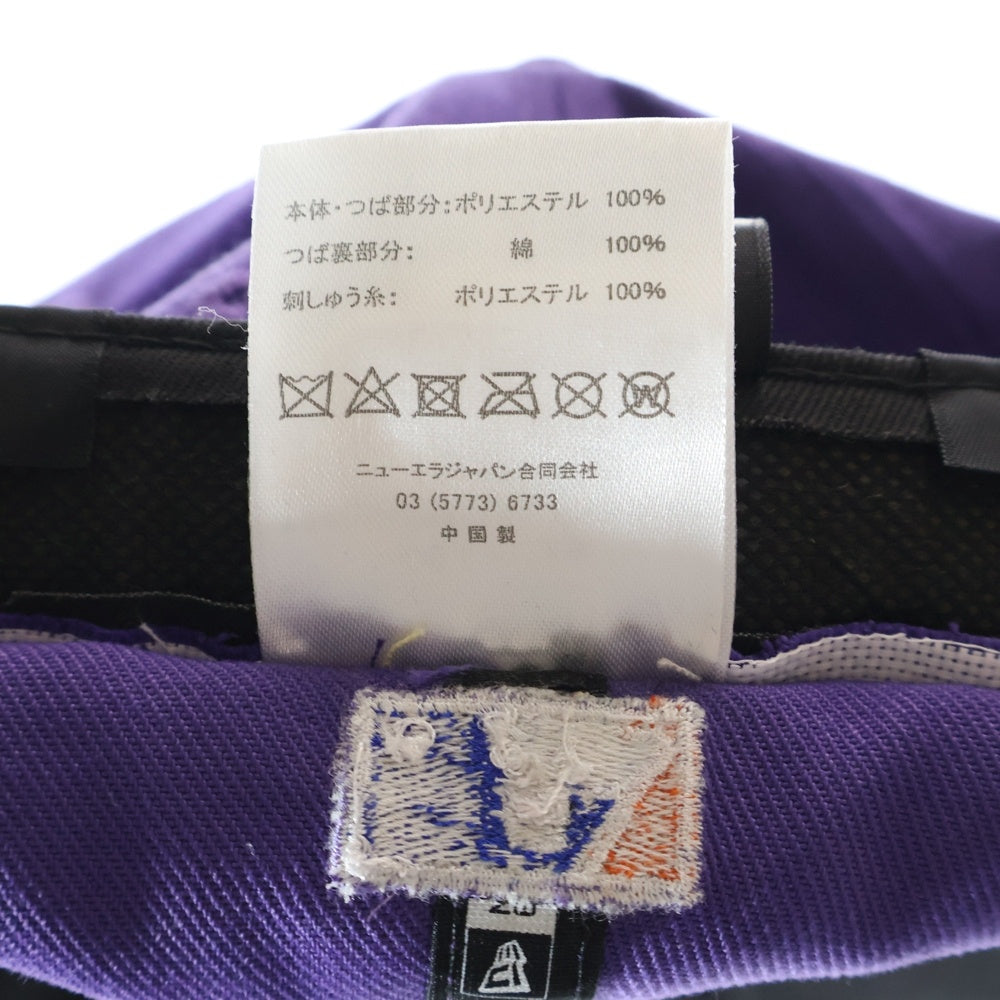 本体・つば部分:ポリエステル 100%
つば裏部分: 綿 100%
刺しゅう糸: ポリエステル 100%
ニューエラジャパン合同会社
03 (5773) 6733
中国製